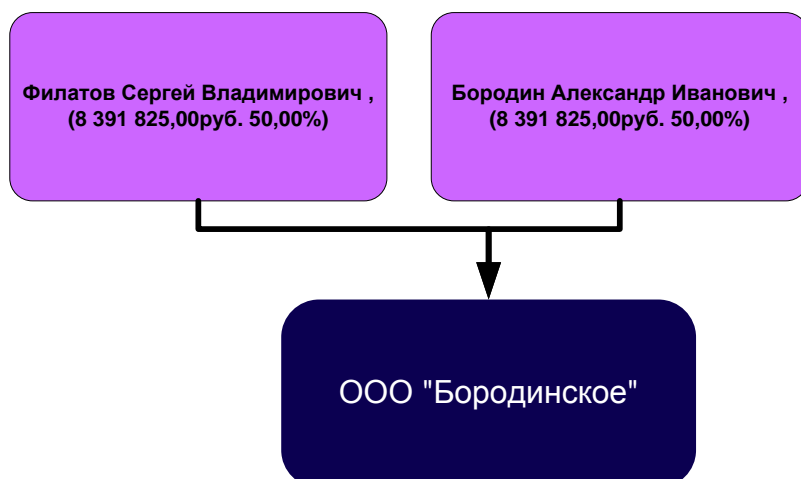 Филатов Сергей Владимирович ,
(8 391 825,00руб. 50,00%)
Бородин Александр Иванович ,
(8 391 825,00руб. 50,00%)
ООО "Бородинское"